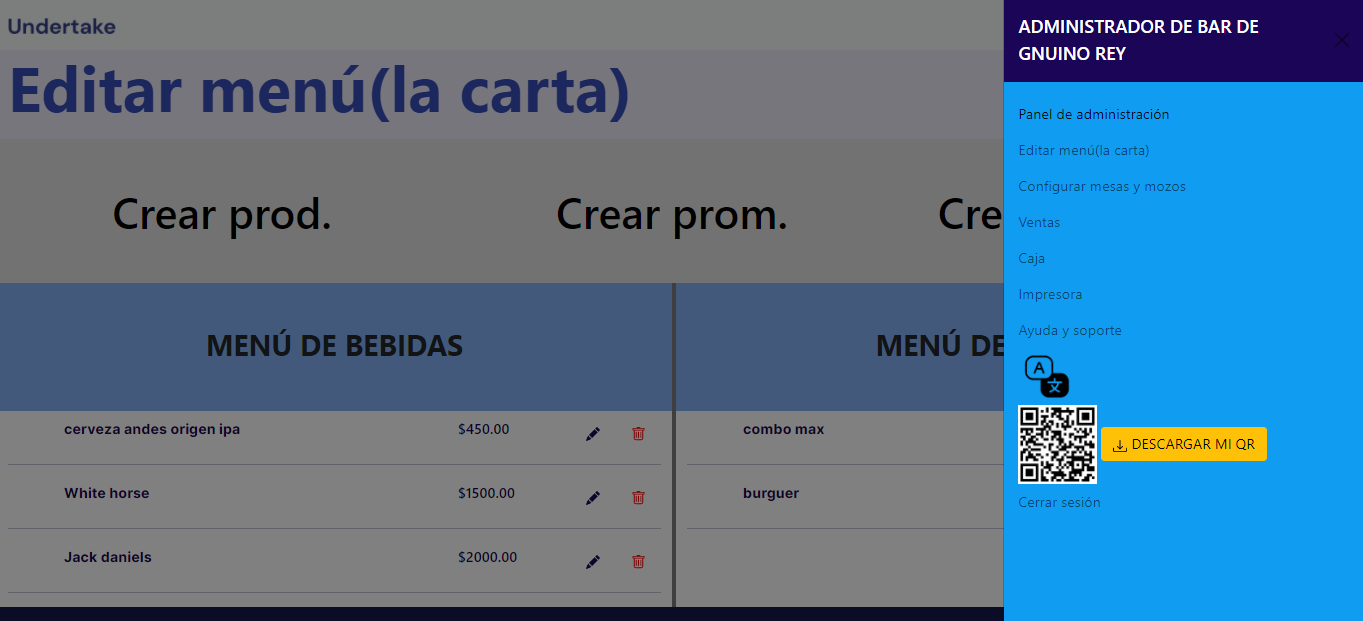 Undertake
Editar menú(la carta)
Crear prod.
Crear prom.
Cre
MENÚ DE BEBIDAS
cerveza andes origen ipa $450.00
White horse $1500.00
Jack daniels $2000.00
MENÚ DE
combo max
burguer
ADMINISTRADOR DE BAR DE
GNUINO REY
Panel de administración
Editar menú(la carta)
Configurar mesas y mozos
Ventas
Caja
Impresora
Ayuda y soporte
A
文
DESCARGAR MI QR
Cerrar sesión